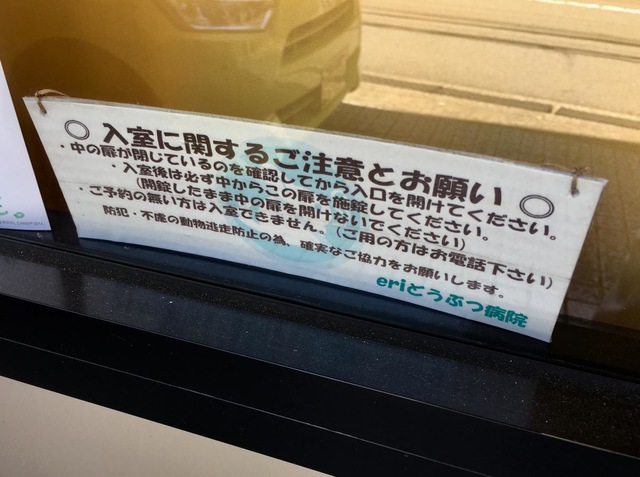 ◎ 入室に関するご注意とお願い ◎
・中の扉が閉じているのを確認してから入口を開けてください。
・入室後は必ず中からこの扉を施錠してください。
(開錠したまま中の扉を開けないでください)
・ご予約の無い方は入室できません。(ご用の方はお電話下さい)
防犯・不慮の動物逃走防止の為、確実なご協力をお願いします。
eriどうぶつ病院